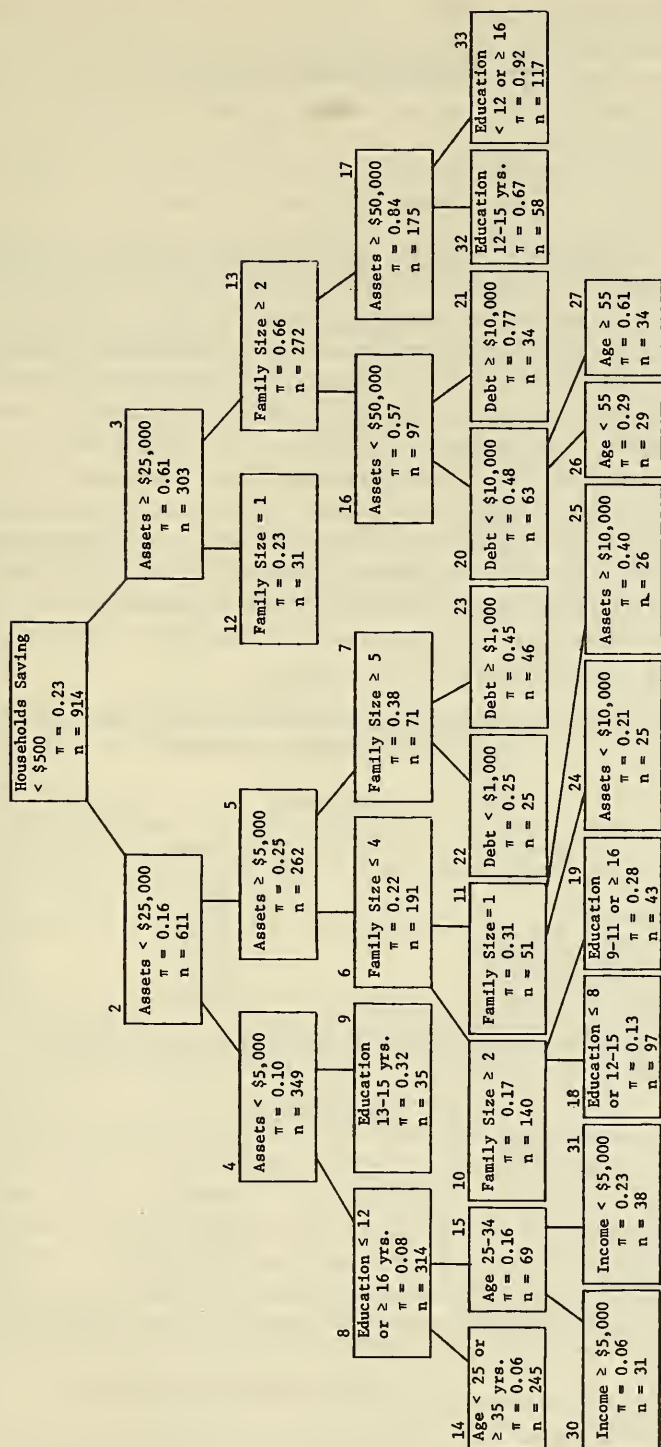 Households Saving
< $500
π = 0.23
n = 914
2
Assets < $25,000
π = 0.16
n = 611
3
Assets ≥ $25,000
π = 0.61
n = 303
4
Assets < $5,000
π = 0.10
n = 349
5
Assets ≥ $5,000
π = 0.25
n = 262
12
Family Size = 1
π = 0.23
n = 31
13
Family Size ≥ 2
π = 0.66
n = 272
8
Education ≤ 12
or ≥ 16 yrs.
π = 0.08
n = 314
9
Education
13-15 yrs.
π = 0.32
n = 35
6
Family Size ≤ 4
π = 0.22
n = 191
7
Family Size ≥ 5
π = 0.38
n = 71
16
Assets < $50,000
π = 0.57
n = 97
17
Assets ≥ $50,000
π = 0.84
n = 175
14
Age < 25 or
≥ 35 yrs.
π = 0.06
n = 245
15
Age 25-34
π = 0.16
n = 69
10
Family Size ≥ 2
π = 0.17
n = 140
11
Family Size=1
π = 0.31
n = 51
22
Debt < $1,000
π = 0.25
n = 25
23
Debt ≥ $1,000
π = 0.45
n = 46
20
Debt < $10,000
π = 0.48
n = 63
21
Debt ≥ $10,000
π = 0.77
n = 34
32
Education
12-15 yrs.
π = 0.67
n = 58
33
Education
< 12 or ≥ 16
π = 0.92
n = 117
30
Income ≥ $5,000
π = 0.06
n = 31
31
Income < $5,000
π = 0.23
n = 38
18
Education ≤ 8
or 12-15
π = 0.13
n = 97
19
Education
9-11 or ≥ 16
π = 0.28
n = 43
24
Assets < $10,000
π = 0.21
n = 25
25
Assets ≥ $10,000
π = 0.40
n = 26
26
Age < 55
π = 0.29
n = 29
27
Age ≥ 55
π = 0.61
n = 34